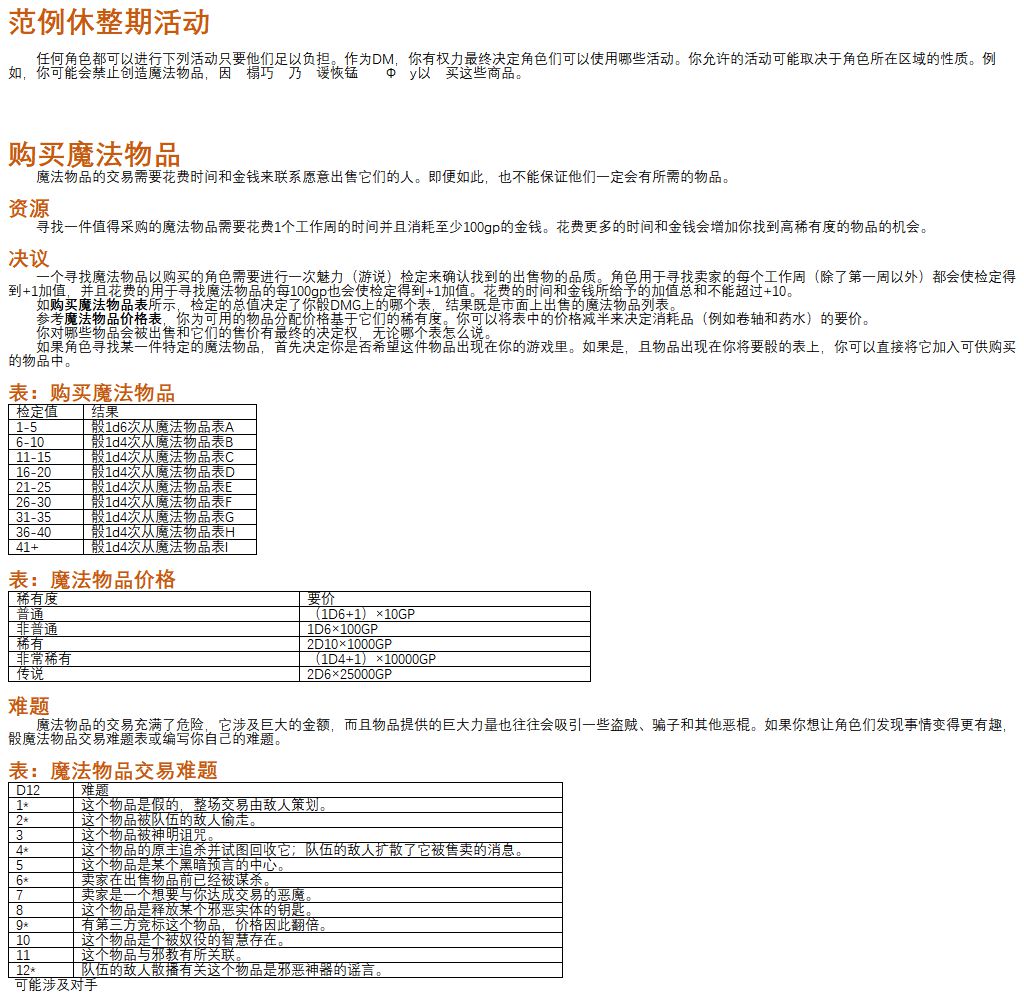 范例休整期活动
任何角色都可以进行下列活动只要他们足以负担。作为DM，你有权力最终决定角色们可以使用哪些活动。你允许的活动可能取决于角色所在区域的性质。例
如，你可能会禁止创造魔法物品，因 榻巧 乃 谖恢锰 Φ y以 买这些商品。
购买魔法物品
魔法物品的交易需要花费时间和金钱来联系愿意出售它们的人。即便如此，也不能保证他们一定会有所需的物品。
资源
寻找一件值得采购的魔法物品需要花费1个工作周的时间并且消耗至少100gp的金钱。花费更多的时间和金钱会增加你找到高稀有度的物品的机会。
决议
一个寻找魔法物品以购买的角色需要进行一次魅力（游说）检定来确认找到的出售物的品质。角色用于寻找卖家的每个工作周（除了第一周以外）都会使检定得
到+1加值，并且花费的用于寻找魔法物品的每100gp也会使检定得到+1加值。花费的时间和金钱所给予的加值总和不能超过+10。
如购买魔法物品表所示，检定的总值决定了你骰DMG上的哪个表，结果既是市面上出售的魔法物品列表。
参考魔法物品价格表，你为可用的物品分配价格基于它们的稀有度。你可以将表中的价格减半来决定消耗品（例如卷轴和药水）的要价。
你对哪些物品会被出售和它们的售价有最终的决定权，无论哪个表怎么说。
如果角色寻找某一件特定的魔法物品，首先决定你是否希望这件物品出现在你的游戏里。如果是，且物品出现在你将要骰的表上，你可以直接将它加入可供购买
的物品中。
表：购买魔法物品
检定值 结果
1-5 骰1d6次从魔法物品表A
6-10 骰1d4次从魔法物品表B
11-15 骰1d4次从魔法物品表C
16-20 骰1d4次从魔法物品表D
21-25 骰1d4次从魔法物品表E
26-30 骰1d4次从魔法物品表F
31-35 骰1d4次从魔法物品表G
36-40 骰1d4次从魔法物品表H
41+ 骰1d4次从魔法物品表I
表：魔法物品价格
稀有度 要价
普通 （1D6+1）×10GP
非普通 1D6×100GP
稀有 2D10×1000GP
非常稀有 （1D4+1）×10000GP
传说 2D6×25000GP
难题
魔法物品的交易充满了危险，它涉及巨大的金额，而且物品提供的巨大力量也往往会吸引一些盗贼、骗子和其他恶棍。如果你想让角色们发现事情变得更有趣，
骰魔法物品交易难题表或编写你自己的难题。
表：魔法物品交易难题
D12 难题
1* 这个物品是假的，整场交易由敌人策划。
2* 这个物品被队伍的敌人偷走。
3 这个物品被神明诅咒。
4* 这个物品的原主追杀并试图回收它；队伍的敌人扩散了它被售卖的消息。
5 这个物品是某个黑暗预言的中心。
6* 卖家在出售物品前已经被谋杀。
7 卖家是一个想要与你达成交易的恶魔。
8 这个物品是释放某个邪恶实体的钥匙。
9* 有第三方竞标这个物品，价格因此翻倍。
10 这个物品是个被奴役的智慧存在。
11 这个物品与邪教有所关联。
12* 队伍的敌人散播有关这个物品是邪恶神器的谣言。
可能涉及对手